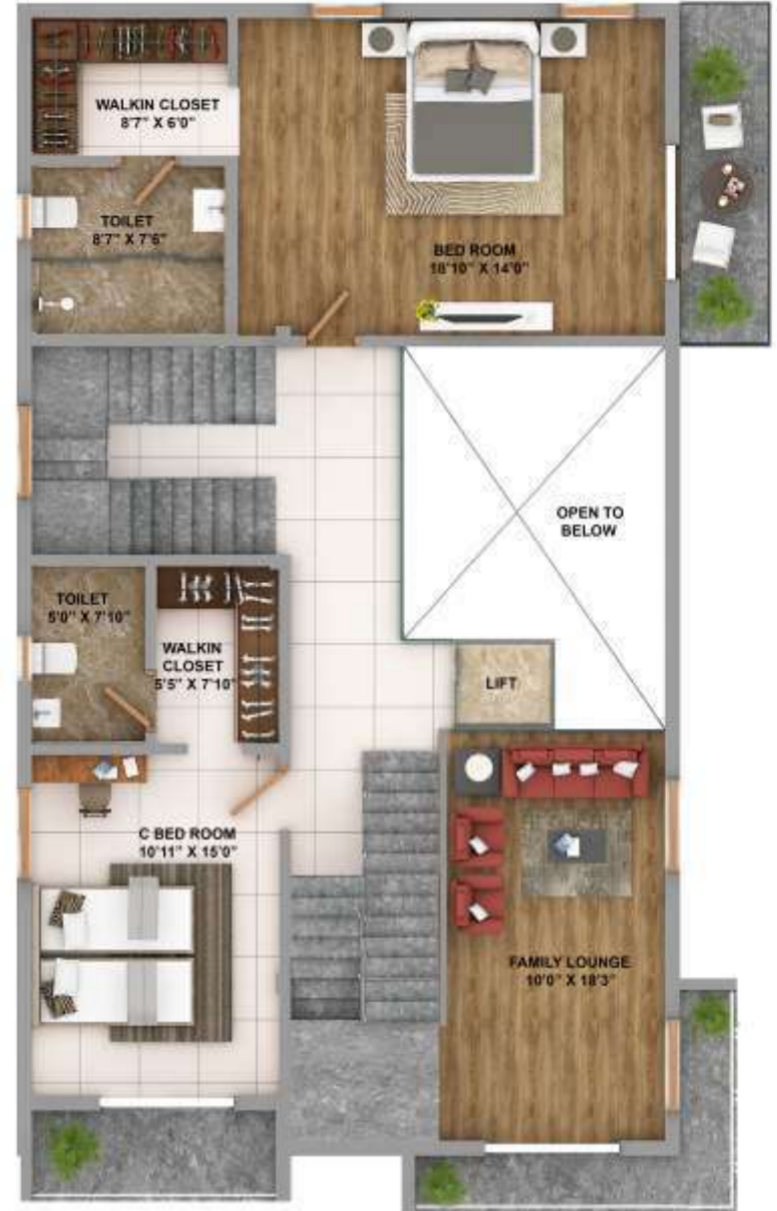 WALKIN CLOSET
8'7" X 6'0"
TOILET
8'7" X 7'6"
BED ROOM
18'10" X 14'0"
OPEN TO
BELOW
TOILET
5'0" X 7'10"
WALKIN
CLOSET
5'5" X 7'10"
LIFT
C BED ROOM
10'11" X 15'0"
FAMILY LOUNGE
10'0" X 18'3"